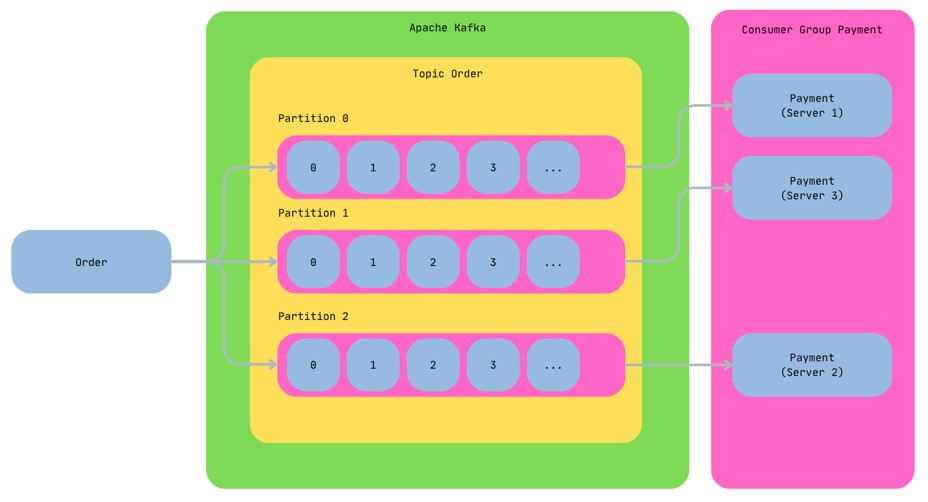 Apache Kafka
Consumer Group Payment
Topic Order
Payment
(Server 1)
Partition 0
0 1 2 3 ...
Payment
(Server 3)
Partition 1
Order
0 1 2 3 ...
Partition 2
0 1 2 3 ...
Payment
(Server 2)